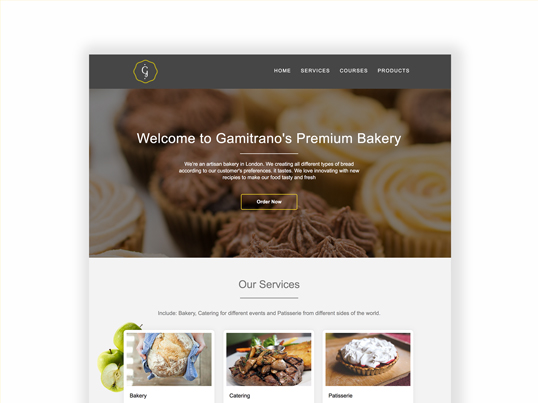 G
HOME SERVICES COURSES PRODUCTS
Welcome to Gamitrano's Premium Bakery
We're an artisan bakery in London. We creating all different types of bread
according to our customer's preferences. it tastes. We love innovating with new
recipies to make our food tasty and fresh
Order Now
Our Services
Include: Bakery, Catering for different events and Patisserie from different sides of the world.
Bakery Catering Patisserie